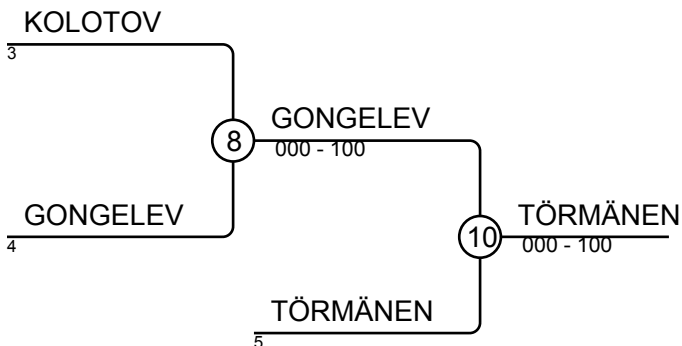 KOLOTOV
3
8
GONGELEV
000 - 100
GONGELEV
4
10
TÖRMÄNEN
000 - 100
TÖRMÄNEN
5